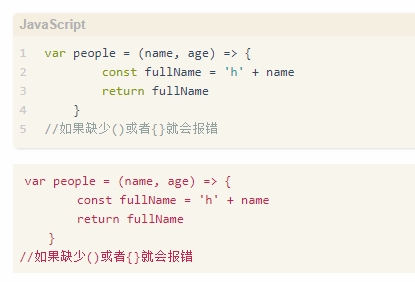 JavaScript
1 var people = (name, age) => {
2         const fullName = 'h' + name
3         return fullName
4     }
5 //如果缺少()或者{}就会报错
var people = (name, age) => {
        const fullName = 'h' + name
        return fullName
    }
//如果缺少()或者{}就会报错